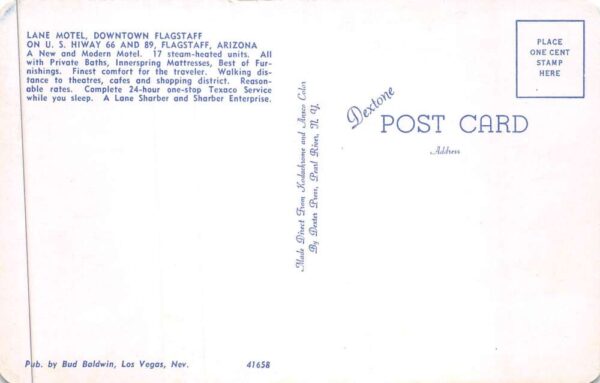 LANE MOTEL, DOWNTOWN FLAGSTAFF
ON U. S. HIWAY 66 AND 89, FLAGSTAFF, ARIZONA
A New and Modern Motel. 17 steam-heated units. All
with Private Baths, Innerspring Mattresses, Best of Fur-
nishings. Finest comfort for the traveler. Walking dis-
tance to theatres, cafes and shopping district. Reason-
able rates. Complete 24-hour one-stop Texaco Service
while you sleep. A Lane Sharber and Sharber Enterprise.
Made Direct From Kodachrome and Ansco Color
By Dexter Press, Pearl River, N. Y.
PLACE
ONE CENT
STAMP
HERE
Dextone
POST CARD
Address
Pub. by Bud Baldwin, Los Vegas, Nev.
41658